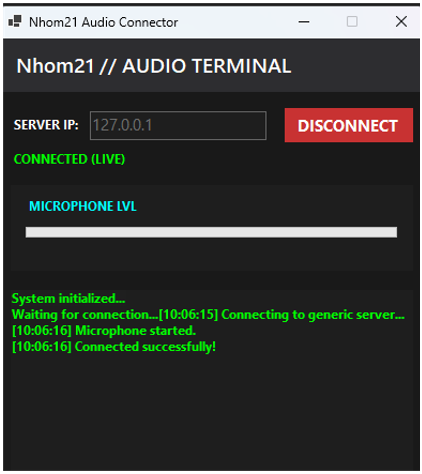 Nhom21 Audio Connector
Nhom21 // AUDIO TERMINAL
SERVER IP: 127.0.0.1 DISCONNECT
CONNECTED (LIVE)
MICROPHONE LVL
System initialized...
Waiting for connection...[10:06:15] Connecting to generic server...
[10:06:16] Microphone started.
[10:06:16] Connected successfully!